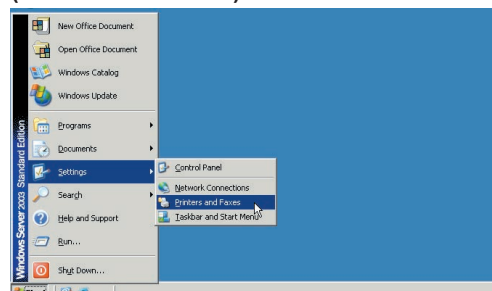 New Office Document
Open Office Document
Windows Catalog
Windows Update
Programs
Documents
Settings
Search
Help and Support
Run...
Shut Down...
Windows Server 2003 Standard Edition
Control Panel
Network Connections
Printers and Faxes
Taskbar and Start Menu